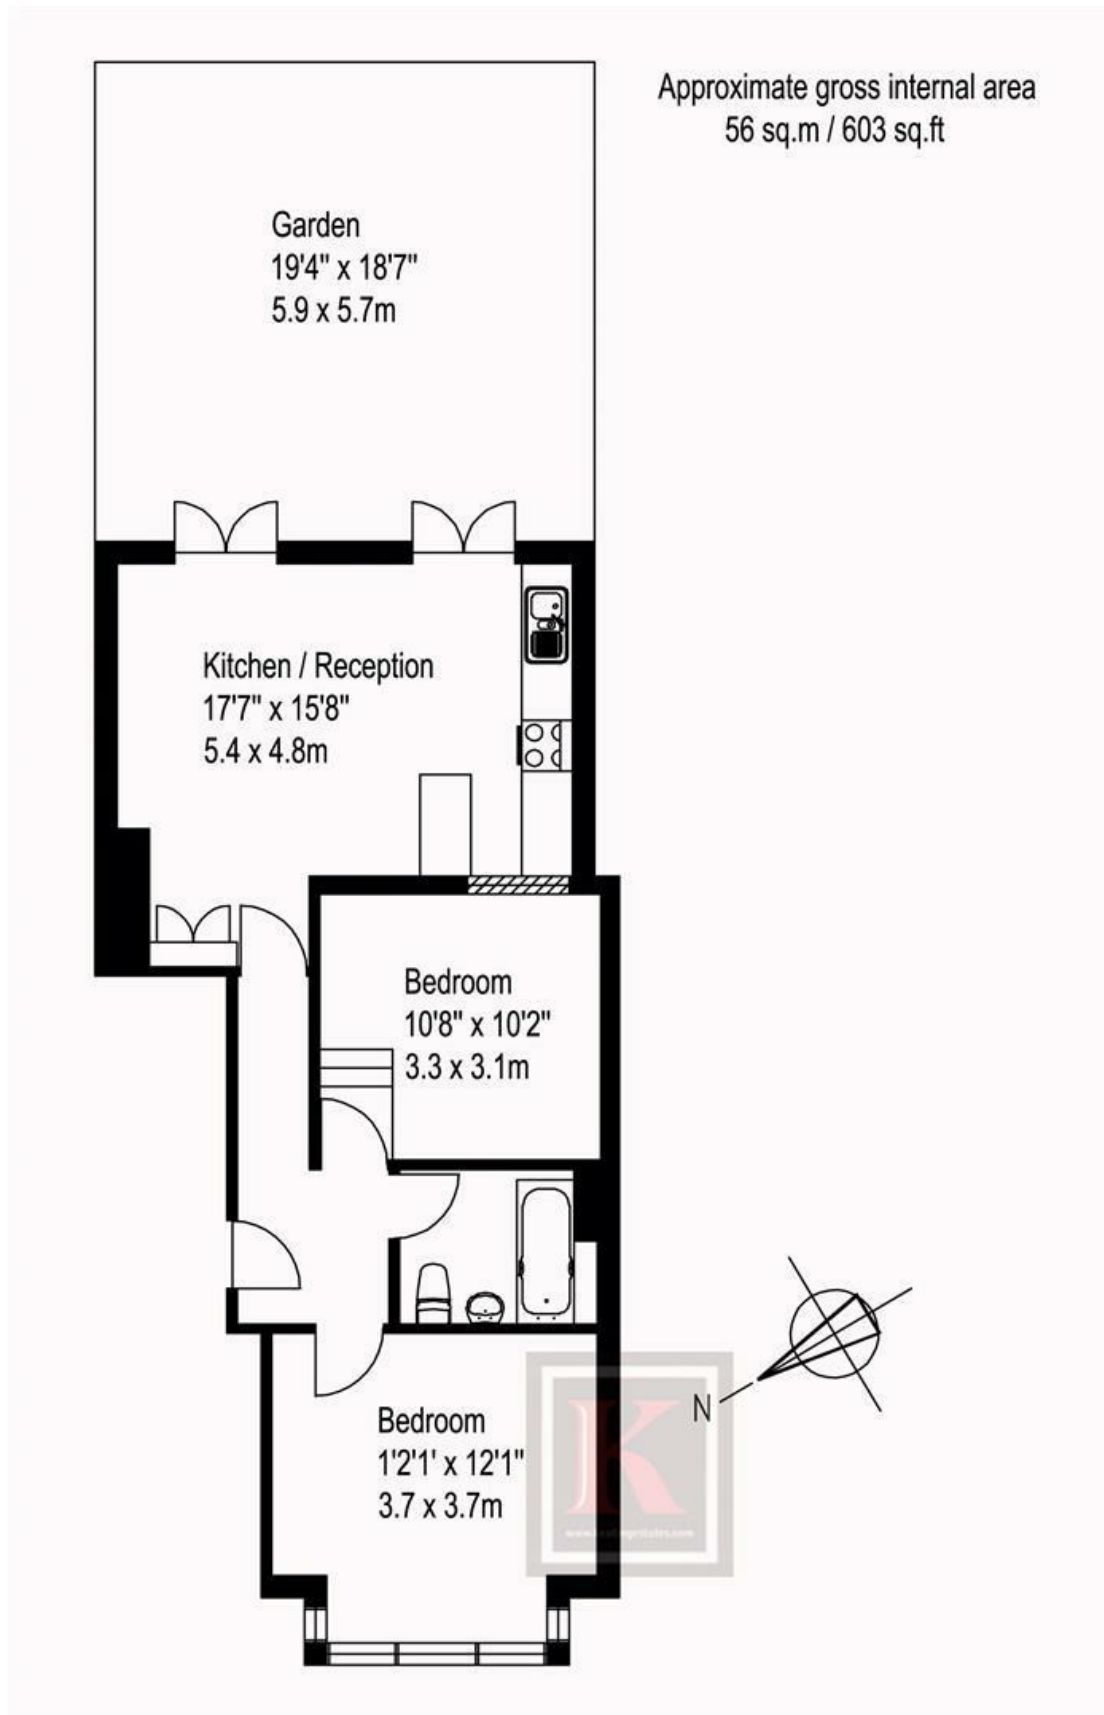 Approximate gross internal area
56 sq.m / 603 sq.ft
Garden
19'4" x 18'7"
5.9 x 5.7m
Kitchen / Reception
17'7" x 15'8"
5.4 x 4.8m
Bedroom
10'8" x 10'2"
3.3 x 3.1m
N
Bedroom
1'2'1' x 12'1"
3.7 x 3.7m
K